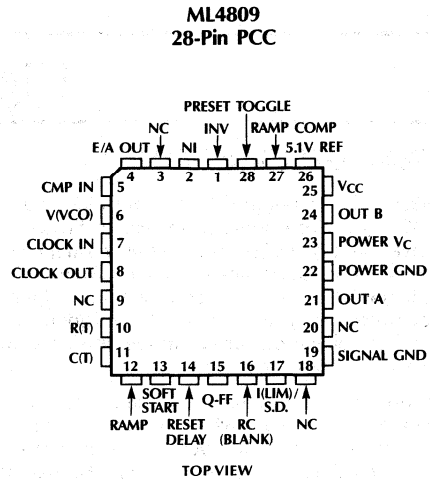 ML4809
28-Pin PCC
PRESET TOGGLE
NC INV RAMP COMP
E/A OUT NI 5.1V REF
4 3 2 1 28 27 26
CMP IN 5 25 VCC
V(VCO) 6 24 OUT B
CLOCK IN 7 23 POWER VC
CLOCK OUT 8 22 POWER GND
NC 9 21 OUT A
R(T) 10 20 NC
C(T) 11 19 SIGNAL GND
12 13 14 15 16 17 18
SOFT START Q-FF I(LIM)/S.D.
RAMP RESET DELAY RC (BLANK) NC
TOP VIEW